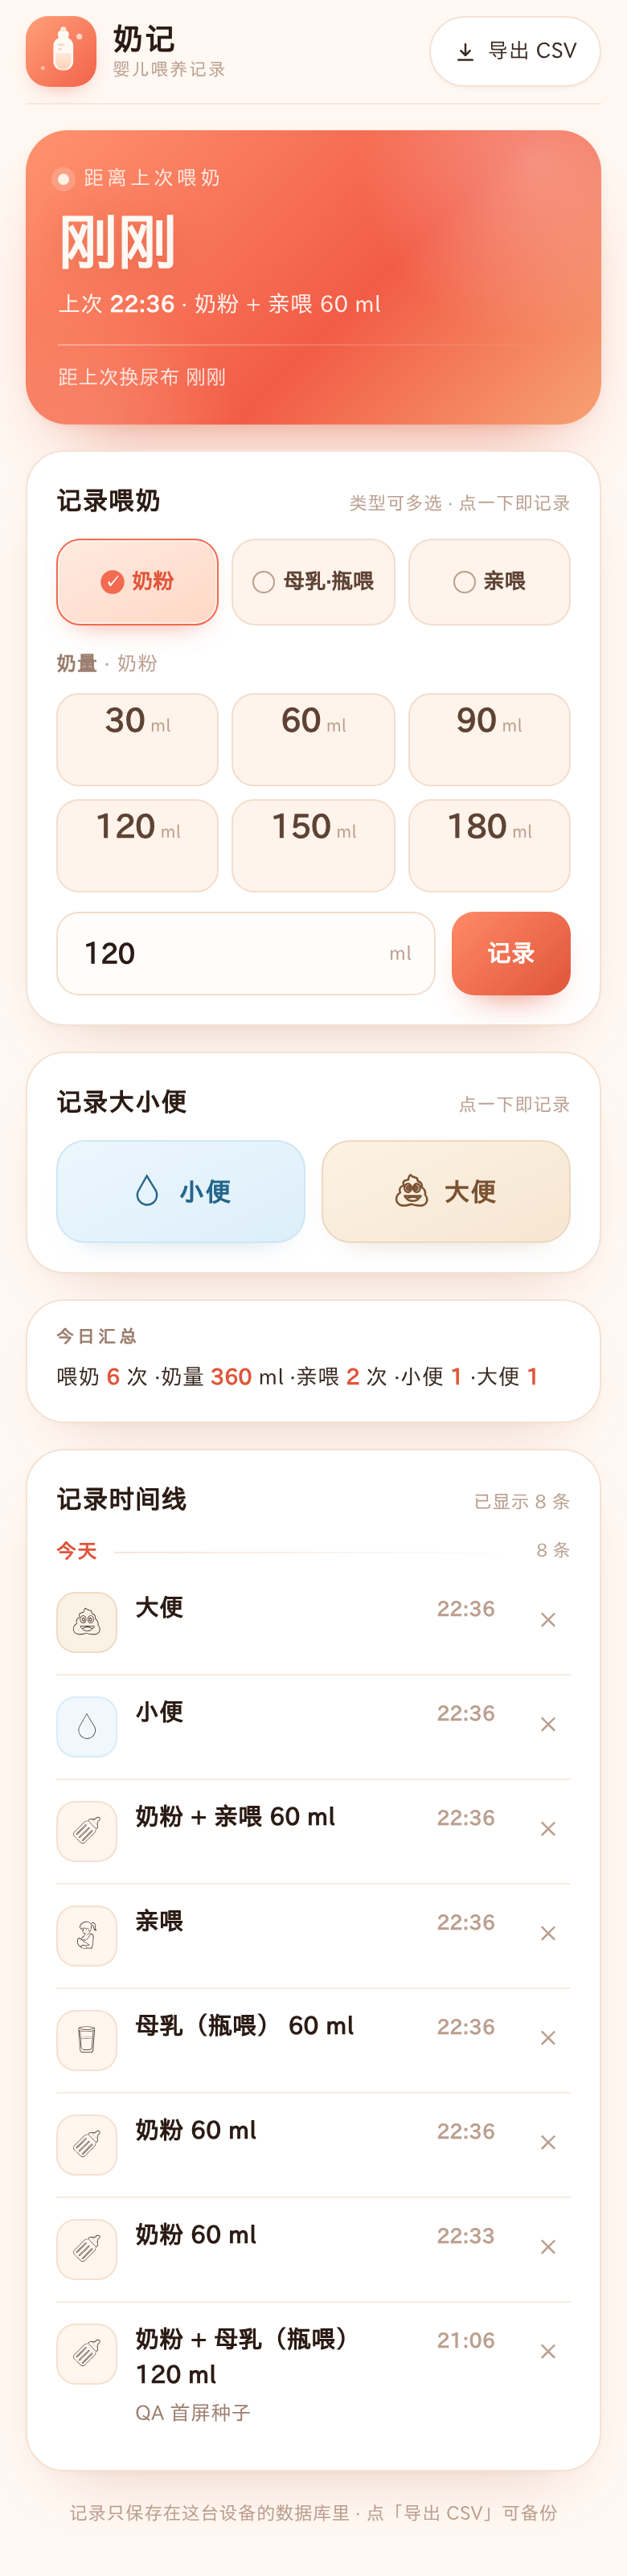 奶记
婴儿喂养记录
导出 CSV
距离上次喂奶
刚刚
上次 22:36 · 奶粉 + 亲喂 60 ml
距上次换尿布 刚刚
记录喂奶
类型可多选 · 点一下即记录
奶粉
母乳·瓶喂
亲喂
奶量 · 奶粉
30 ml
60 ml
90 ml
120 ml
150 ml
180 ml
120 ml
记录
记录大小便
点一下即记录
小便
大便
今日汇总
喂奶 6 次 ·奶量 360 ml ·亲喂 2 次 ·小便 1 ·大便 1
记录时间线
已显示 8 条
今天
8 条
大便 22:36
小便 22:36
奶粉 + 亲喂 60 ml 22:36
亲喂 22:36
母乳（瓶喂） 60 ml 22:36
奶粉 60 ml 22:36
奶粉 60 ml 22:33
奶粉 + 母乳（瓶喂） 21:06
120 ml
QA 首屏种子
记录只保存在这台设备的数据库里 · 点「导出 CSV」可备份